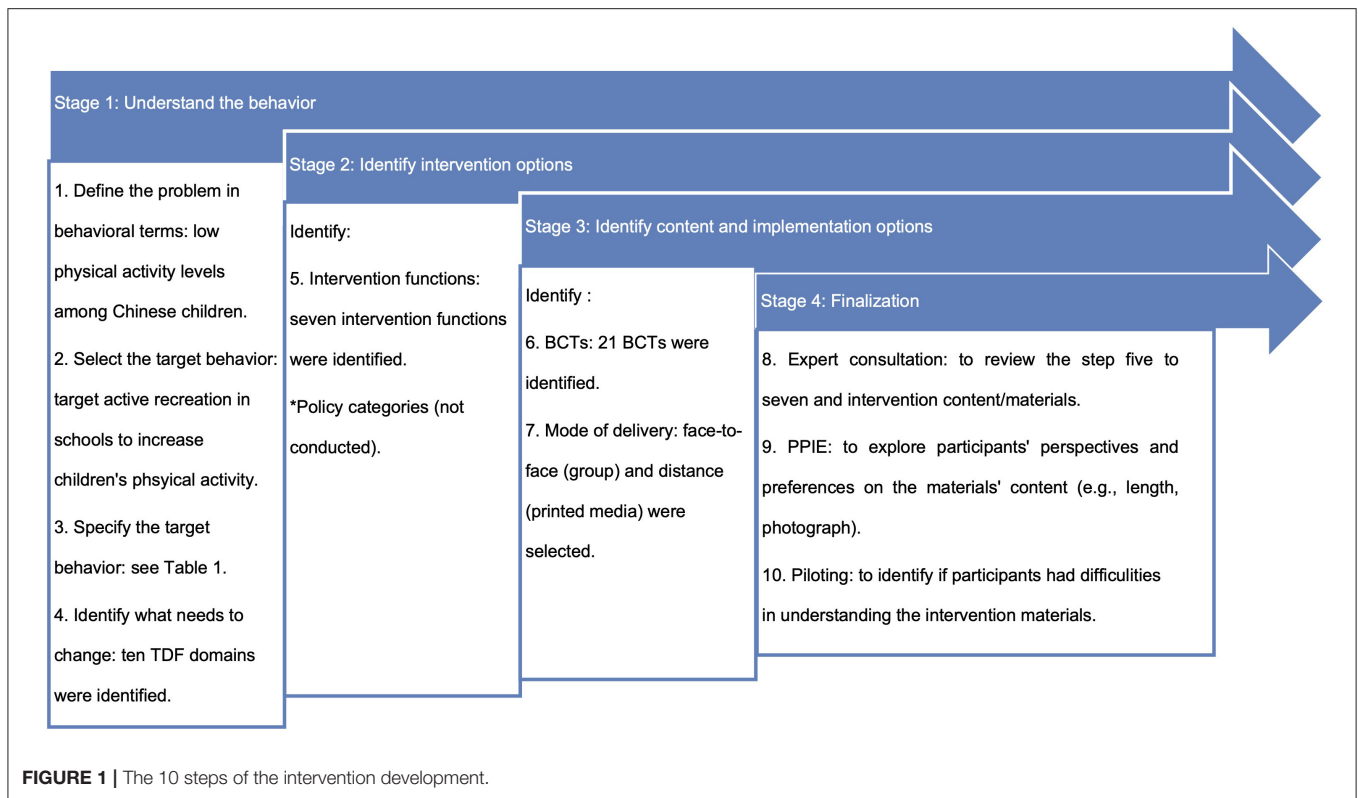 Stage 1: Understand the behavior
1. Define the problem in
behavioral terms: low
physical activity levels
among Chinese children.
2. Select the target behavior:
target active recreation in
schools to increase
children's phsyical activity.
3. Specify the target
behavior: see Table 1.
4. Identify what needs to
change: ten TDF domains
were identified.
Stage 2: Identify intervention options
Identify:
5. Intervention functions:
seven intervention functions
were identified.
*Policy categories (not
conducted).
Stage 3: Identify content and implementation options
Identify :
6. BCTs: 21 BCTs were
identified.
7. Mode of delivery: face-to-
face (group) and distance
(printed media) were
selected.
Stage 4: Finalization
8. Expert consultation: to review the step five to
seven and intervention content/materials.
9. PPIE: to explore participants' perspectives and
preferences on the materials' content (e.g., length,
photograph).
10. Piloting: to identify if participants had difficulities
in understanding the intervention materials.
FIGURE 1 | The 10 steps of the intervention development.